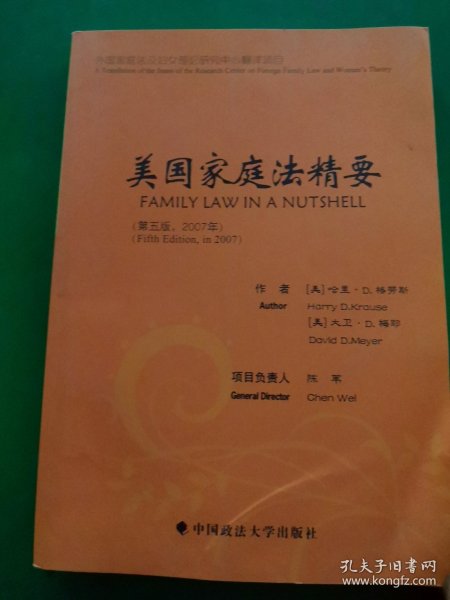 外国家庭法及妇女理论研究中心翻译项目
A Translation of the Item of the Research Center on Foreign Family Law and Women's Theory
美国家庭法精要
FAMILY LAW IN A NUTSHELL
(第五版，2007年)
(Fifth Edition, in 2007)
作者 [美]哈里·D.格劳斯
Author Harry D.Krause
[美]大卫·D.梅耶
David D.Meyer
项目负责人 陈苇
General Director Chen Wei
中国政法大学出版社
孔夫子旧书网
www.kongfz.com